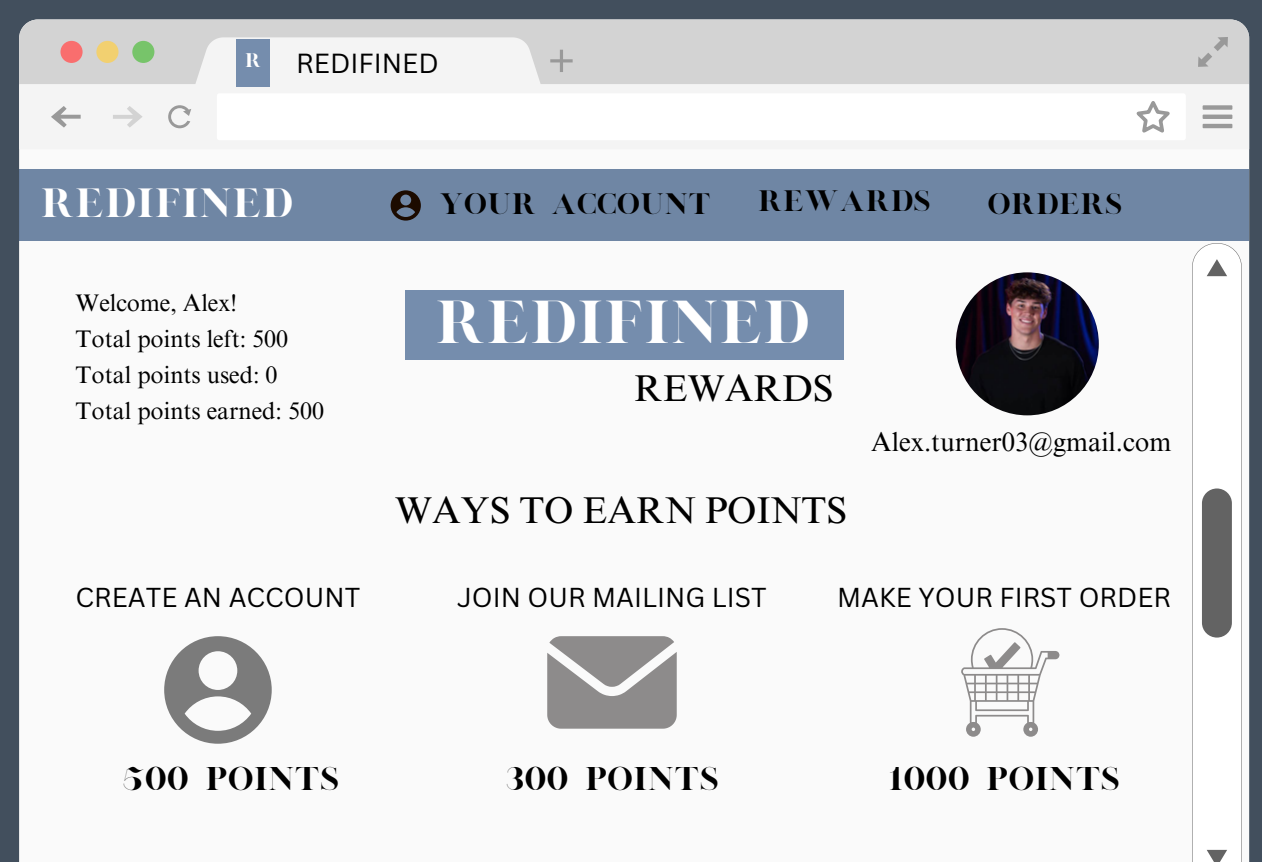 R REDIFINED
REDIFINED YOUR ACCOUNT REWARDS ORDERS
Welcome, Alex!
Total points left: 500
Total points used: 0
Total points earned: 500
REDIFINED
REWARDS
Alex.turner03@gmail.com
WAYS TO EARN POINTS
CREATE AN ACCOUNT
500 POINTS
JOIN OUR MAILING LIST
300 POINTS
MAKE YOUR FIRST ORDER
1000 POINTS